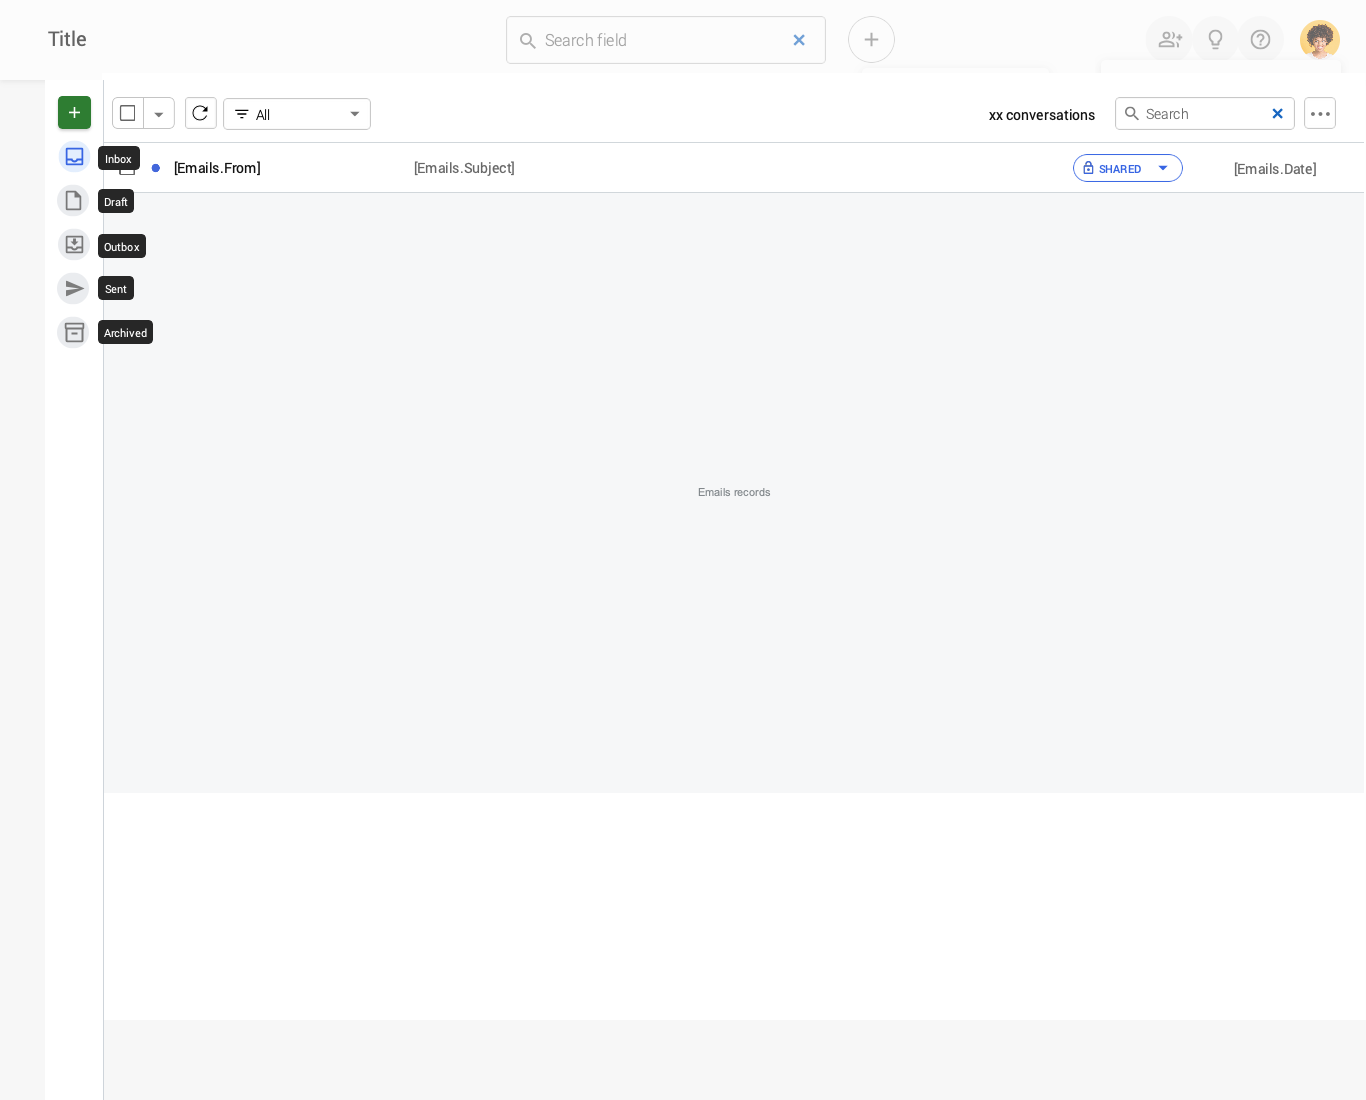 Title
Search field
All
xx conversations
Search
Inbox
[Emails.From]
[Emails.Subject]
SHARED
[Emails.Date]
Draft
Outbox
Sent
Archived
Emails records